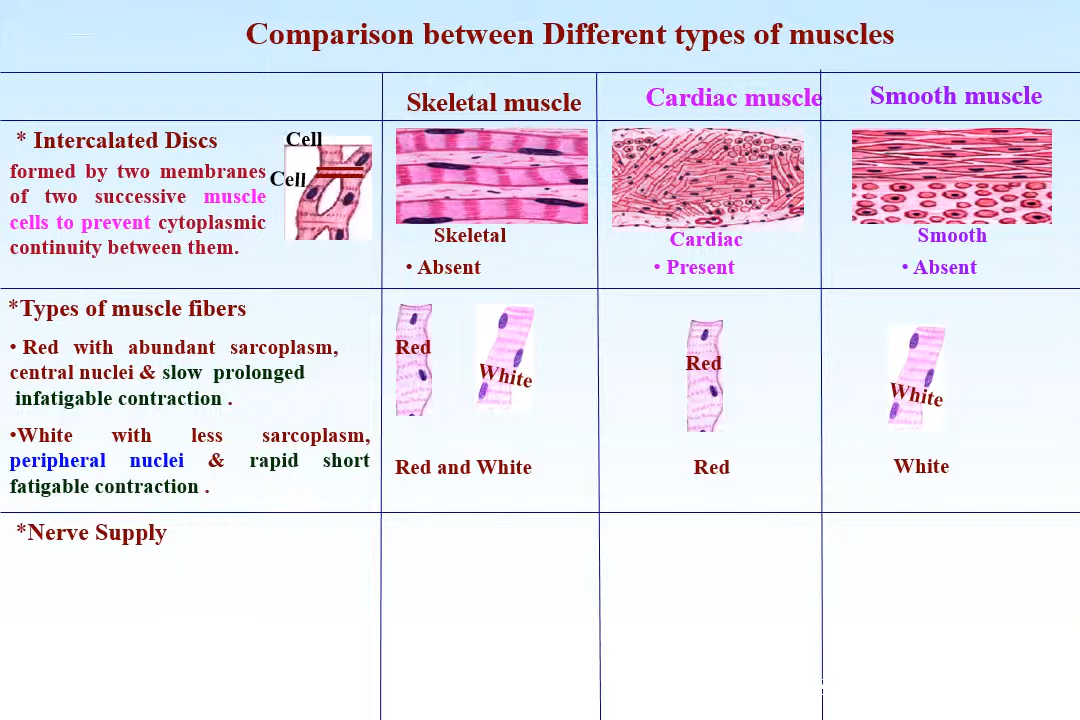 Comparison between Different types of muscles
Skeletal muscle
Cardiac muscle
Smooth muscle
* Intercalated Discs
formed by two membranes
of two successive muscle
cells to prevent cytoplasmic
continuity between them.
Cell
Cell
Skeletal
• Absent
Cardiac
• Present
Smooth
• Absent
*Types of muscle fibers
• Red with abundant sarcoplasm,
central nuclei & slow prolonged
infatigable contraction .
•White with less sarcoplasm,
peripheral nuclei & rapid short
fatigable contraction .
Red
White
Red and White
Red
Red
White
White
*Nerve Supply